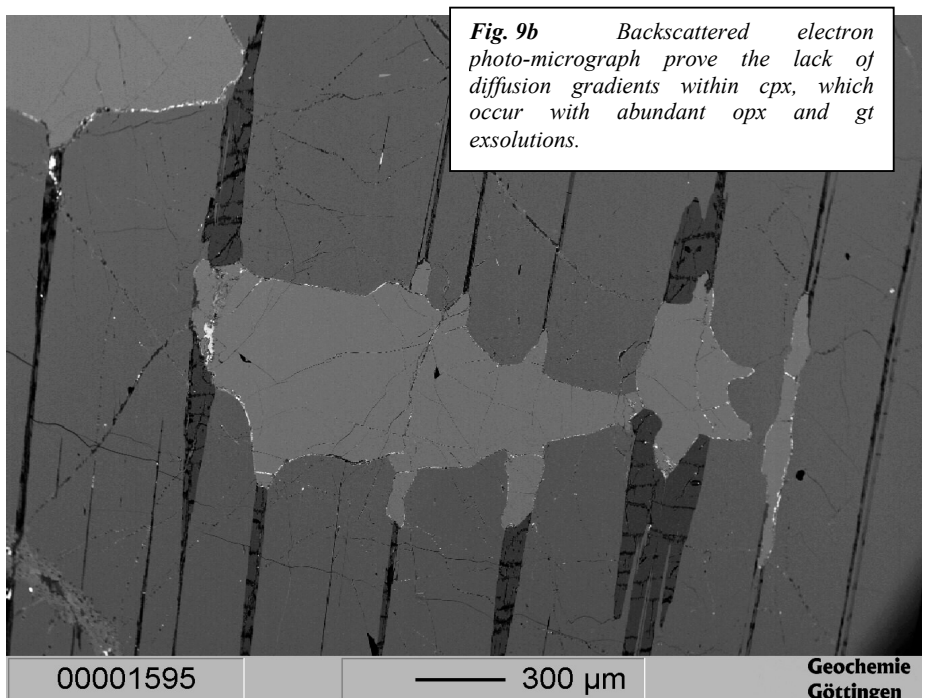 Fig. 9b Backscattered electron
photo-micrograph prove the lack of
diffusion gradients within cpx, which
occur with abundant opx and gt
exsolutions.
00001595
300 µm
Geochemie
Göttingen